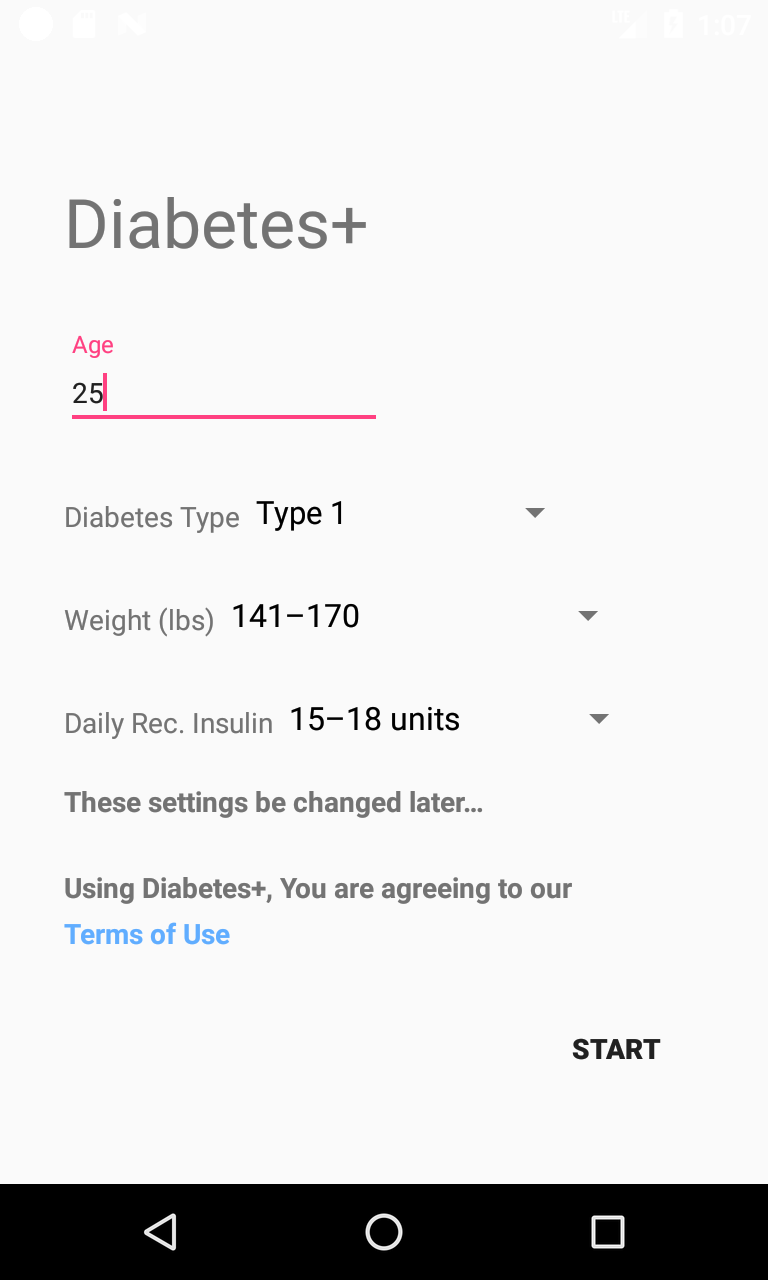 1:07
Diabetes+
Age
25
Diabetes Type Type 1
Weight (lbs) 141–170
Daily Rec. Insulin 15–18 units
These settings be changed later…
Using Diabetes+, You are agreeing to our
Terms of Use
START